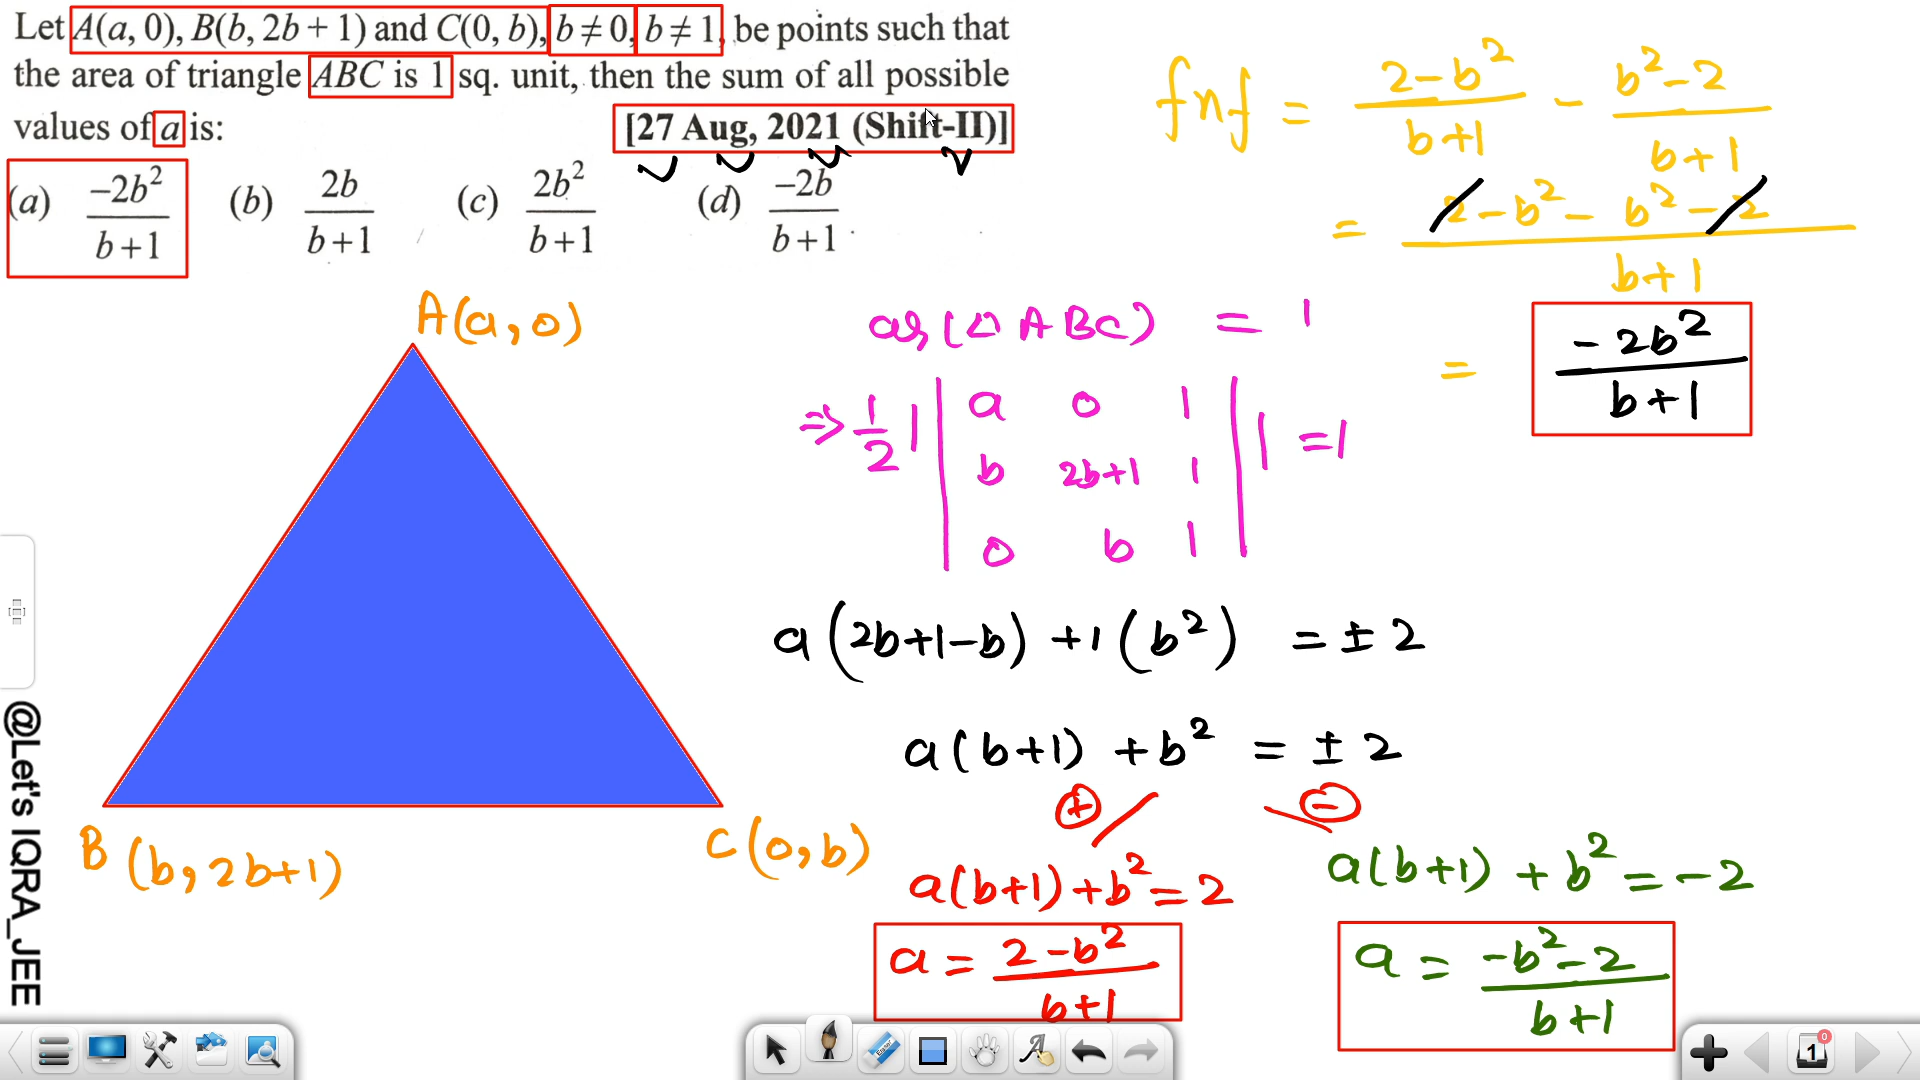 Let A(a, 0), B(b, 2b + 1) and C(0, b), b ≠ 0, b ≠ 1, be points such that
the area of triangle ABC is 1 sq. unit, then the sum of all possible
values of a is: [27 Aug, 2021 (Shift-II)]
(a) −2b²/b+1 (b) 2b/b+1 (c) 2b²/b+1 (d) −2b/b+1
fnf = 2−b²/b+1 − b²−2/b+1
= 2−b²− b²−2/b+1
= −2b²/b+1
A(a, 0)
B (b, 2b+1)
C(0, b)
ar(△ABC) = 1
⇒ 1/2 | | a 0 1 | | = 1
b 2b+1 1
0 b 1
a(2b+1−b) +1(b²) = ± 2
a(b+1) + b² = ± 2
+ −
a(b+1)+b² = 2
a = 2−b²/b+1
a(b+1) + b² = −2
a = −b²−2/b+1
@Let's IQRA_JEE
Eraser
A
1
0